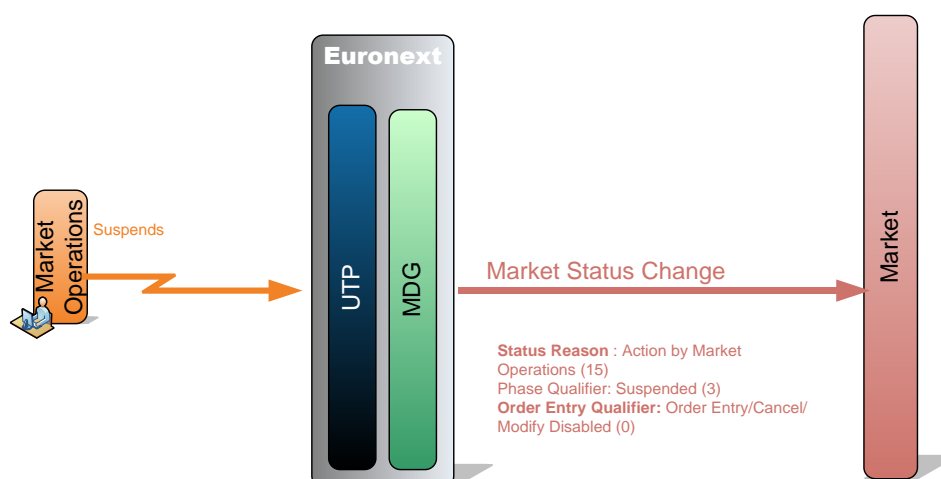 Euronext
Market
Operations
Suspends
UTP
MDG
Market Status Change
Status Reason : Action by Market
Operations (15)
Phase Qualifier: Suspended (3)
Order Entry Qualifier: Order Entry/Cancel/
Modify Disabled (0)
Market